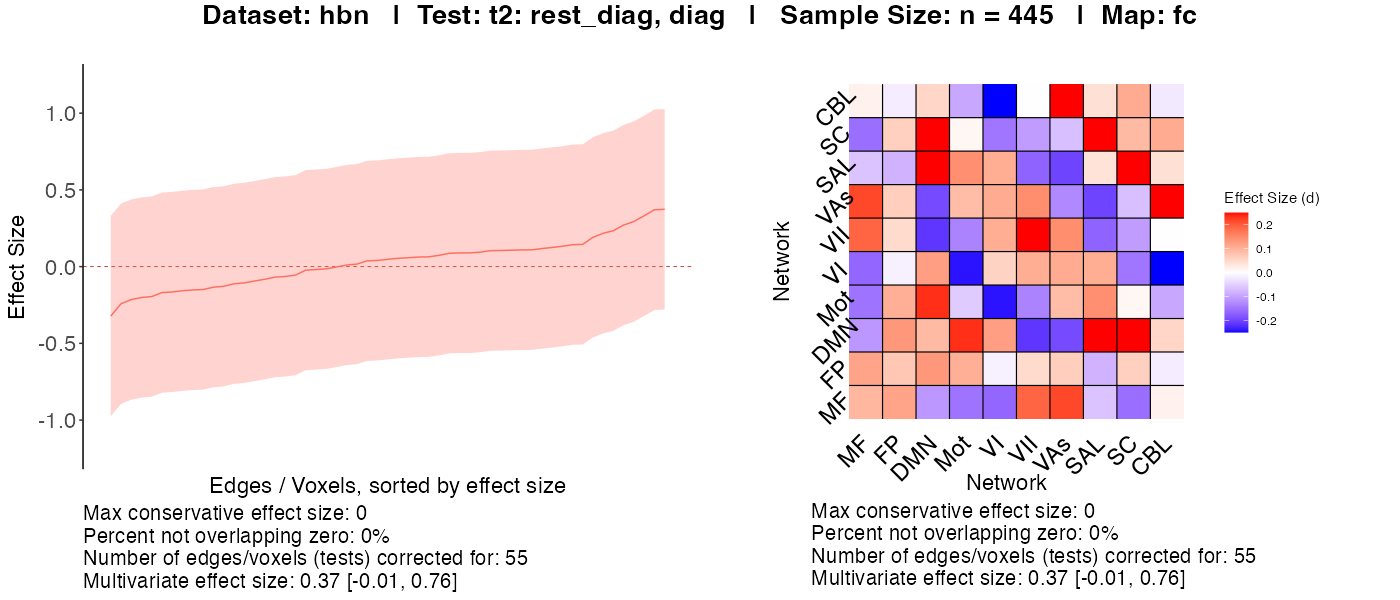 Dataset: hbn | Test: t2: rest_diag, diag | Sample Size: n = 445 | Map: fc
Effect Size
1.0
0.5
0.0
-0.5
-1.0
Edges / Voxels, sorted by effect size
Max conservative effect size: 0
Percent not overlapping zero: 0%
Number of edges/voxels (tests) corrected for: 55
Multivariate effect size: 0.37 [-0.01, 0.76]
Network
CBL
SC
SAL
VAs
VII
VI
Mot
DMN
FP
MF
MF
FP
DMN
Mot
VI
VII
VAs
SAL
SC
CBL
Network
Effect Size (d)
0.2
0.1
0.0
-0.1
-0.2
Max conservative effect size: 0
Percent not overlapping zero: 0%
Number of edges/voxels (tests) corrected for: 55
Multivariate effect size: 0.37 [-0.01, 0.76]